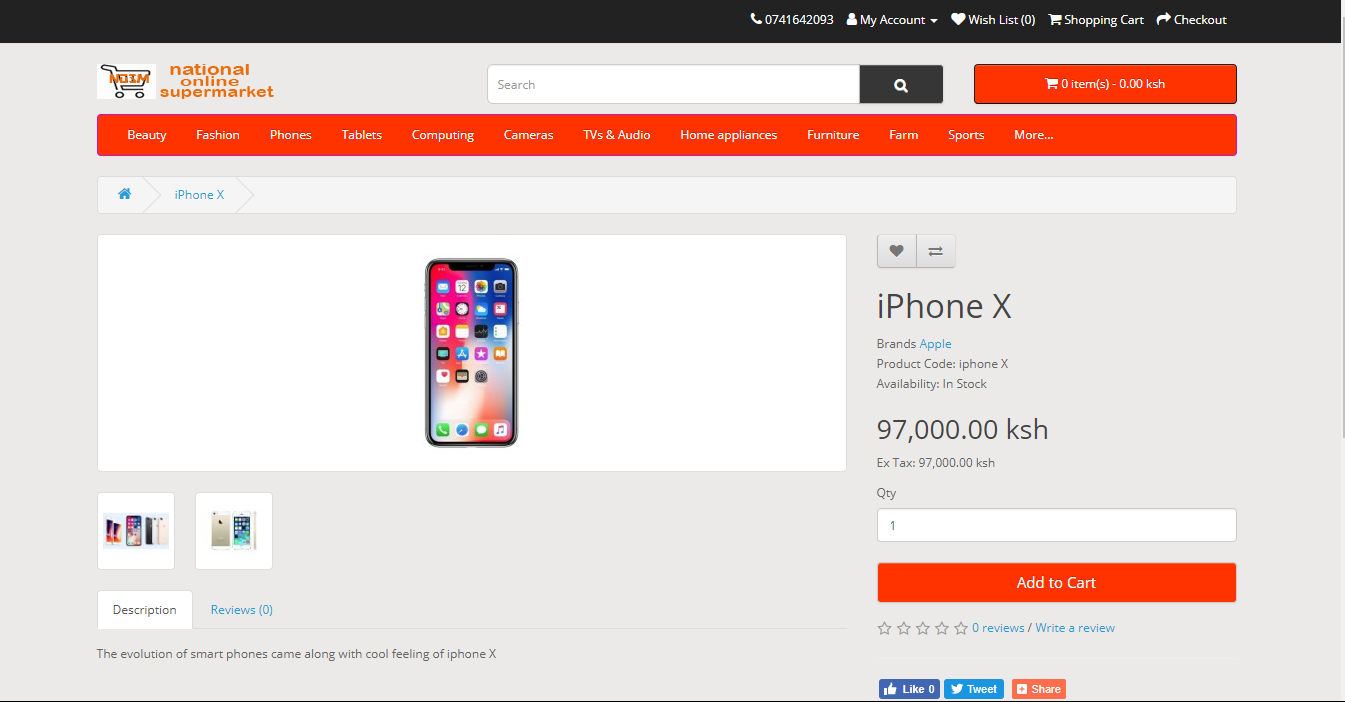 0741642093 My Account Wish List (0) Shopping Cart Checkout
NOSM
national
online
supermarket
Search
0 item(s) - 0.00 ksh
Beauty Fashion Phones Tablets Computing Cameras TVs & Audio Home appliances Furniture Farm Sports More...
iPhone X
iPhone X
Brands Apple
Product Code: iphone X
Availability: In Stock
97,000.00 ksh
Ex Tax: 97,000.00 ksh
Qty
1
Add to Cart
0 reviews / Write a review
Like 0 Tweet Share
12
Description Reviews (0)
The evolution of smart phones came along with cool feeling of iphone X